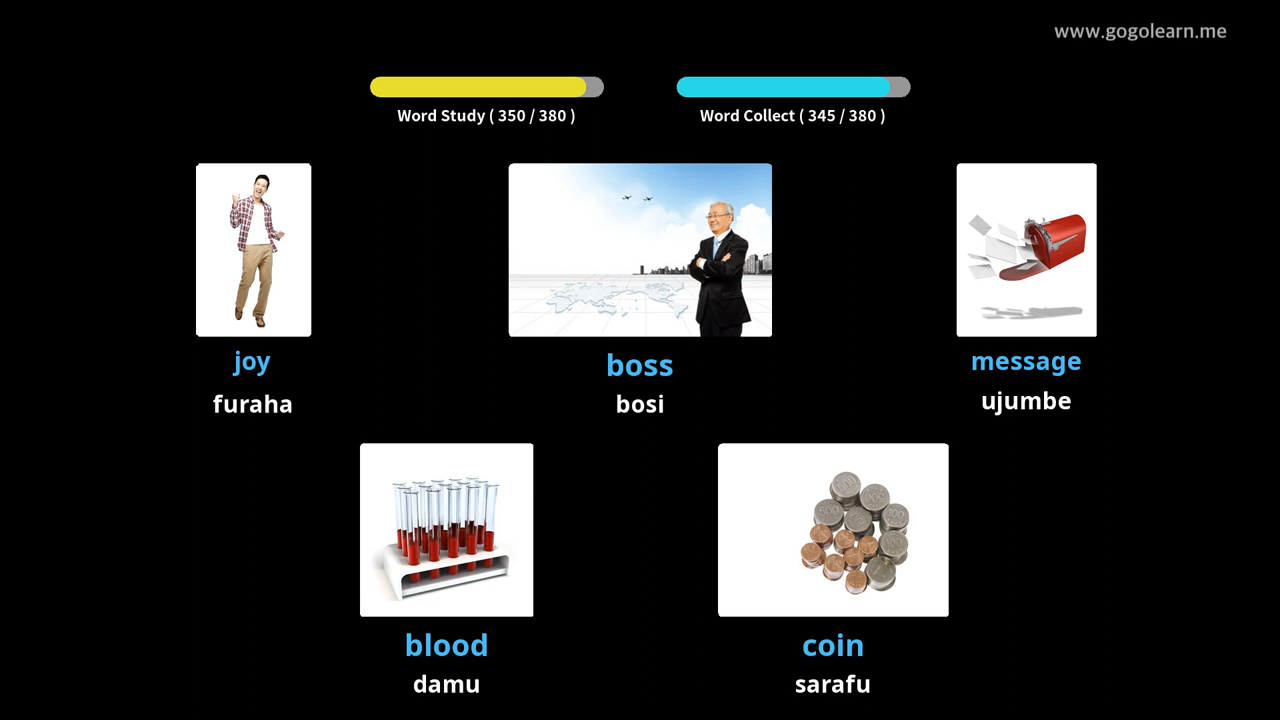 www.gogolearn.me
Word Study ( 350 / 380 )
Word Collect ( 345 / 380 )
joy
furaha
boss
bosi
message
ujumbe
blood
damu
coin
sarafu